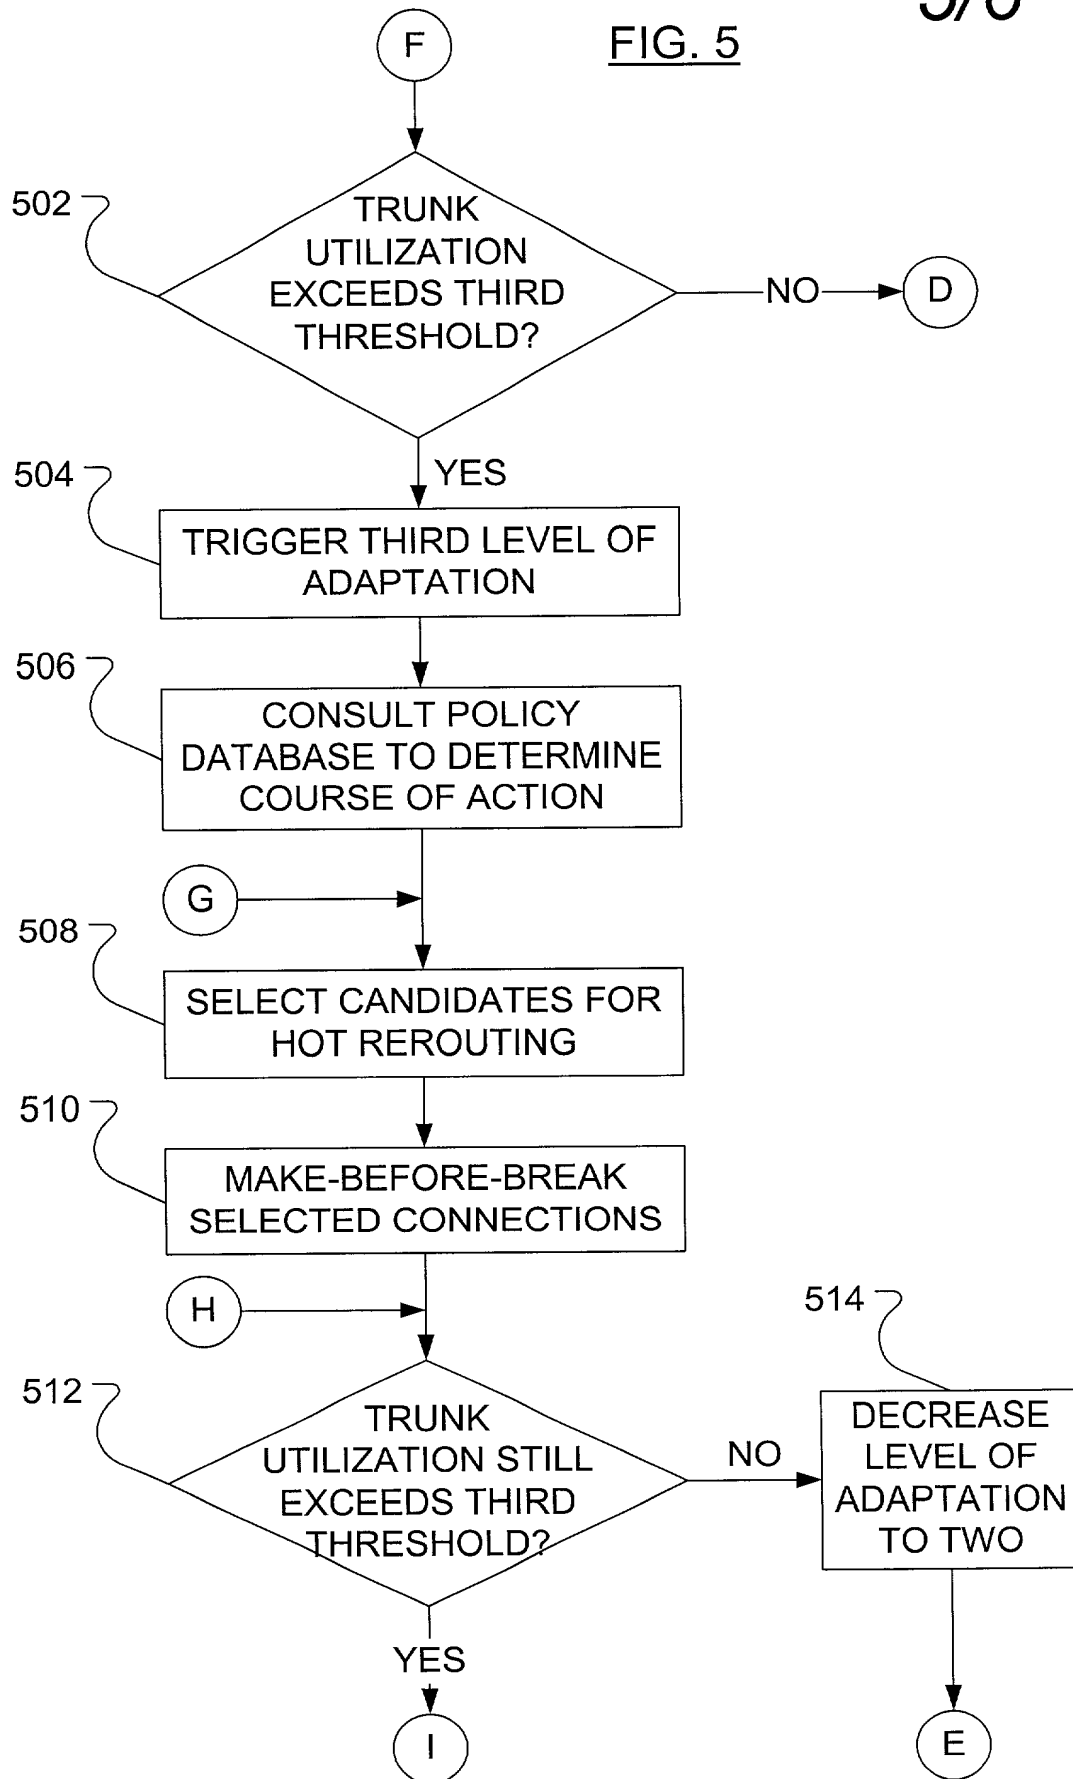 F
FIG. 5
502
TRUNK
UTILIZATION
EXCEEDS THIRD
THRESHOLD?
NO
D
YES
504
TRIGGER THIRD LEVEL OF
ADAPTATION
506
CONSULT POLICY
DATABASE TO DETERMINE
COURSE OF ACTION
G
508
SELECT CANDIDATES FOR
HOT REROUTING
510
MAKE-BEFORE-BREAK
SELECTED CONNECTIONS
H
512
TRUNK
UTILIZATION STILL
EXCEEDS THIRD
THRESHOLD?
NO
514
DECREASE
LEVEL OF
ADAPTATION
TO TWO
YES
I
E